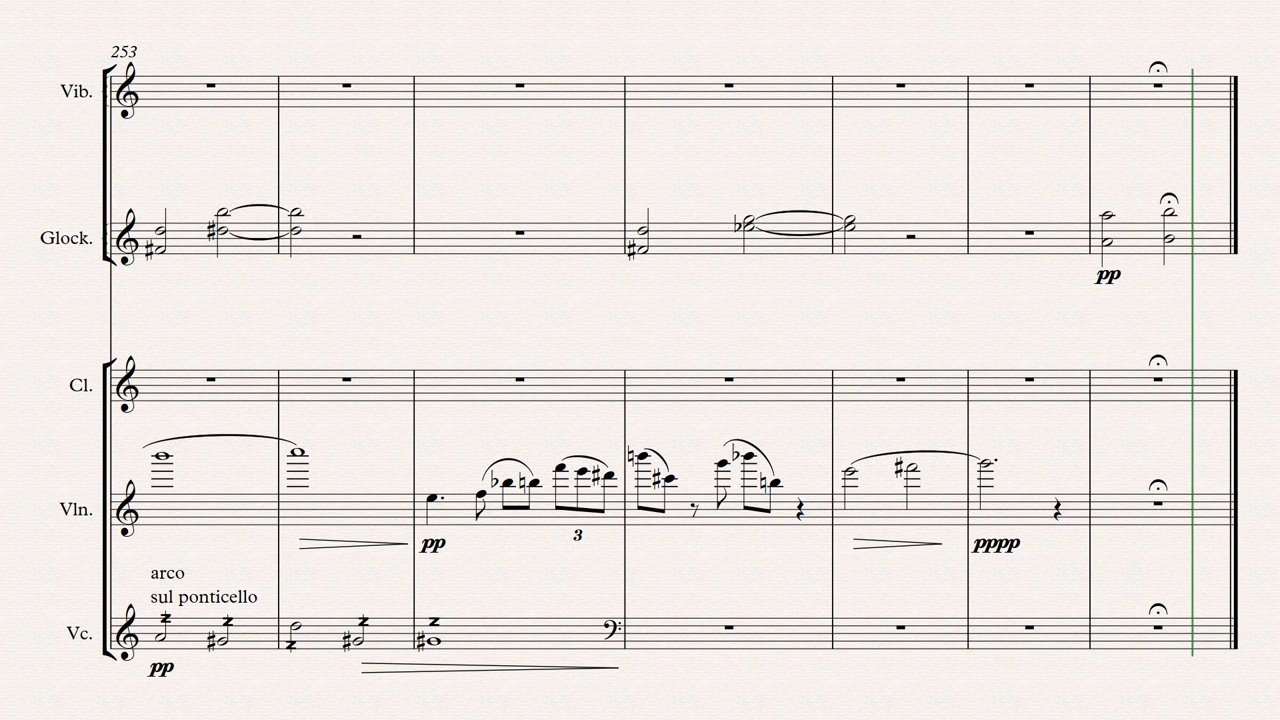 253
Vib.
Glock.
pp
Cl.
Vln.
3
pp
pppp
arco
sul ponticello
Vc.
pp